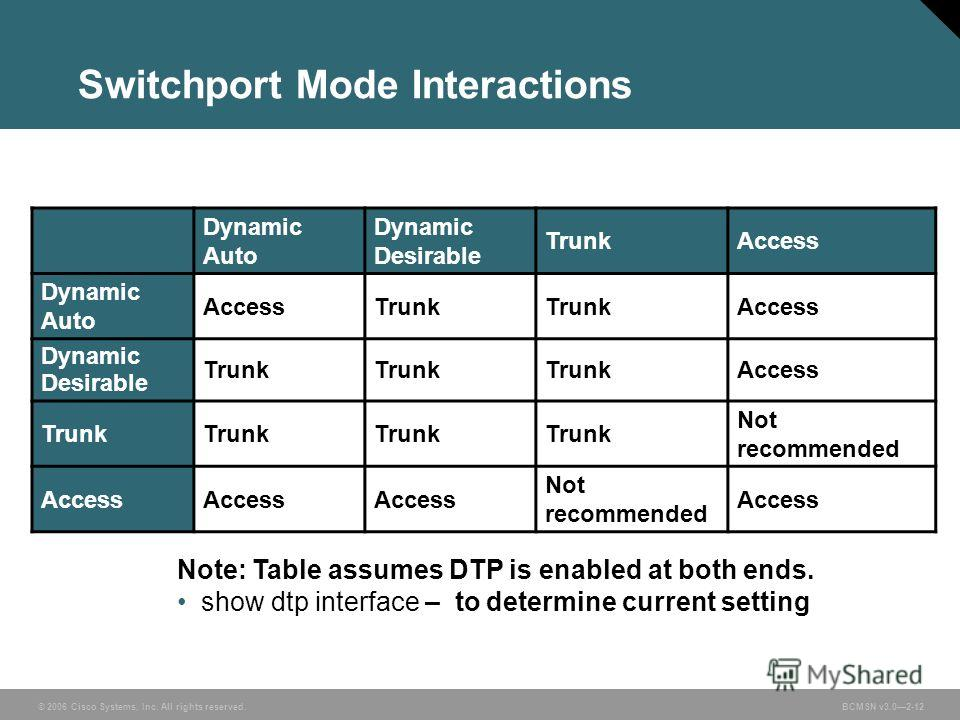 Switchport Mode Interactions
Dynamic Auto
Dynamic Desirable
Trunk
Access
Dynamic Auto
Access
Trunk
Trunk
Access
Dynamic Desirable
Trunk
Trunk
Trunk
Access
Trunk
Trunk
Trunk
Trunk
Not recommended
Access
Access
Access
Not recommended
Access
Note: Table assumes DTP is enabled at both ends.
• show dtp interface – to determine current setting
MyShared
© 2006 Cisco Systems, Inc. All rights reserved.
BCMSN v3.0—2-12